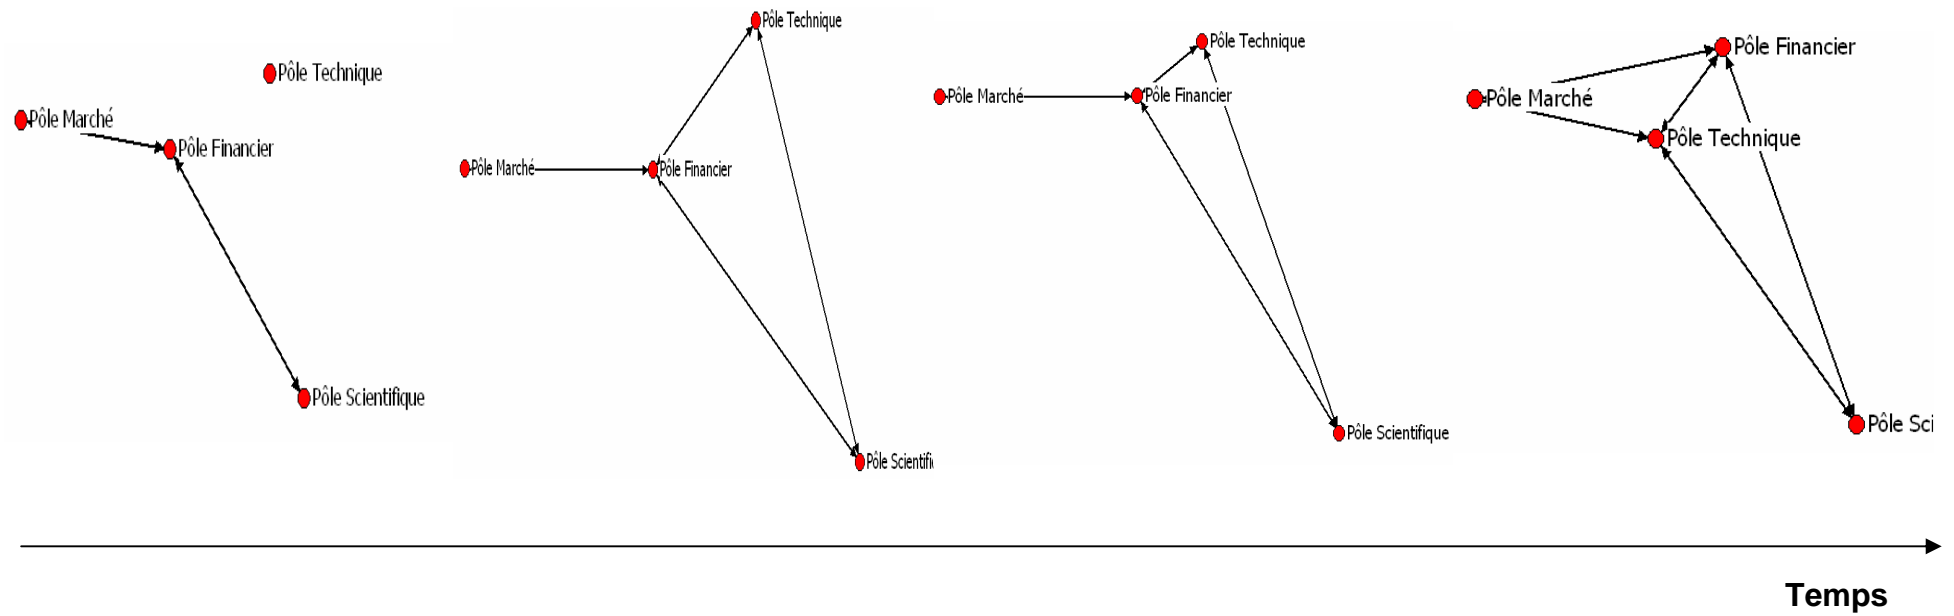 Pôle Technique
Pôle Marché
Pôle Financier
Pôle Scientifique
Pôle Technique
Pôle Marché
Pôle Financier
Pôle Scientifi
Pôle Technique
Pôle Marché
Pôle Financier
Pôle Scientifique
Pôle Financier
Pôle Marché
Pôle Technique
Pôle Sci
Temps